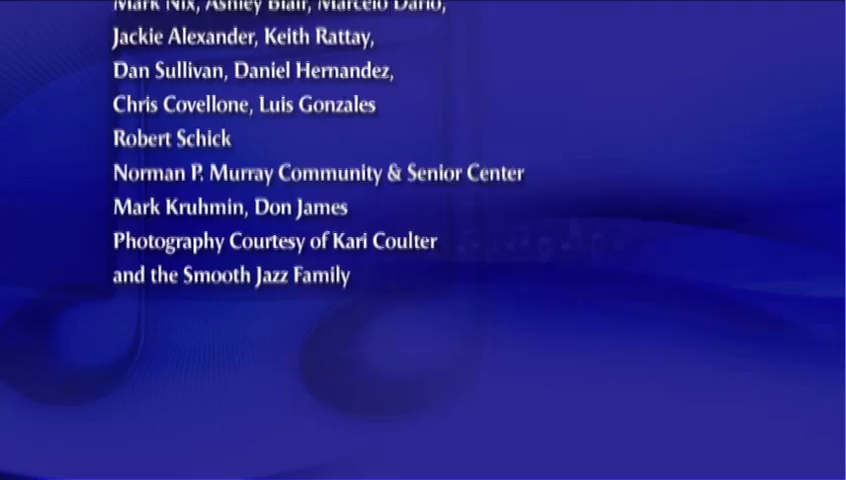 Mark Nix, Ashley Blair, Marcelo Dario,
Jackie Alexander, Keith Rattay,
Dan Sullivan, Daniel Hernandez,
Chris Covellone, Luis Gonzales
Robert Schick
Norman P. Murray Community & Senior Center
Mark Kruhmin, Don James
Photography Courtesy of Kari Coulter
and the Smooth Jazz Family